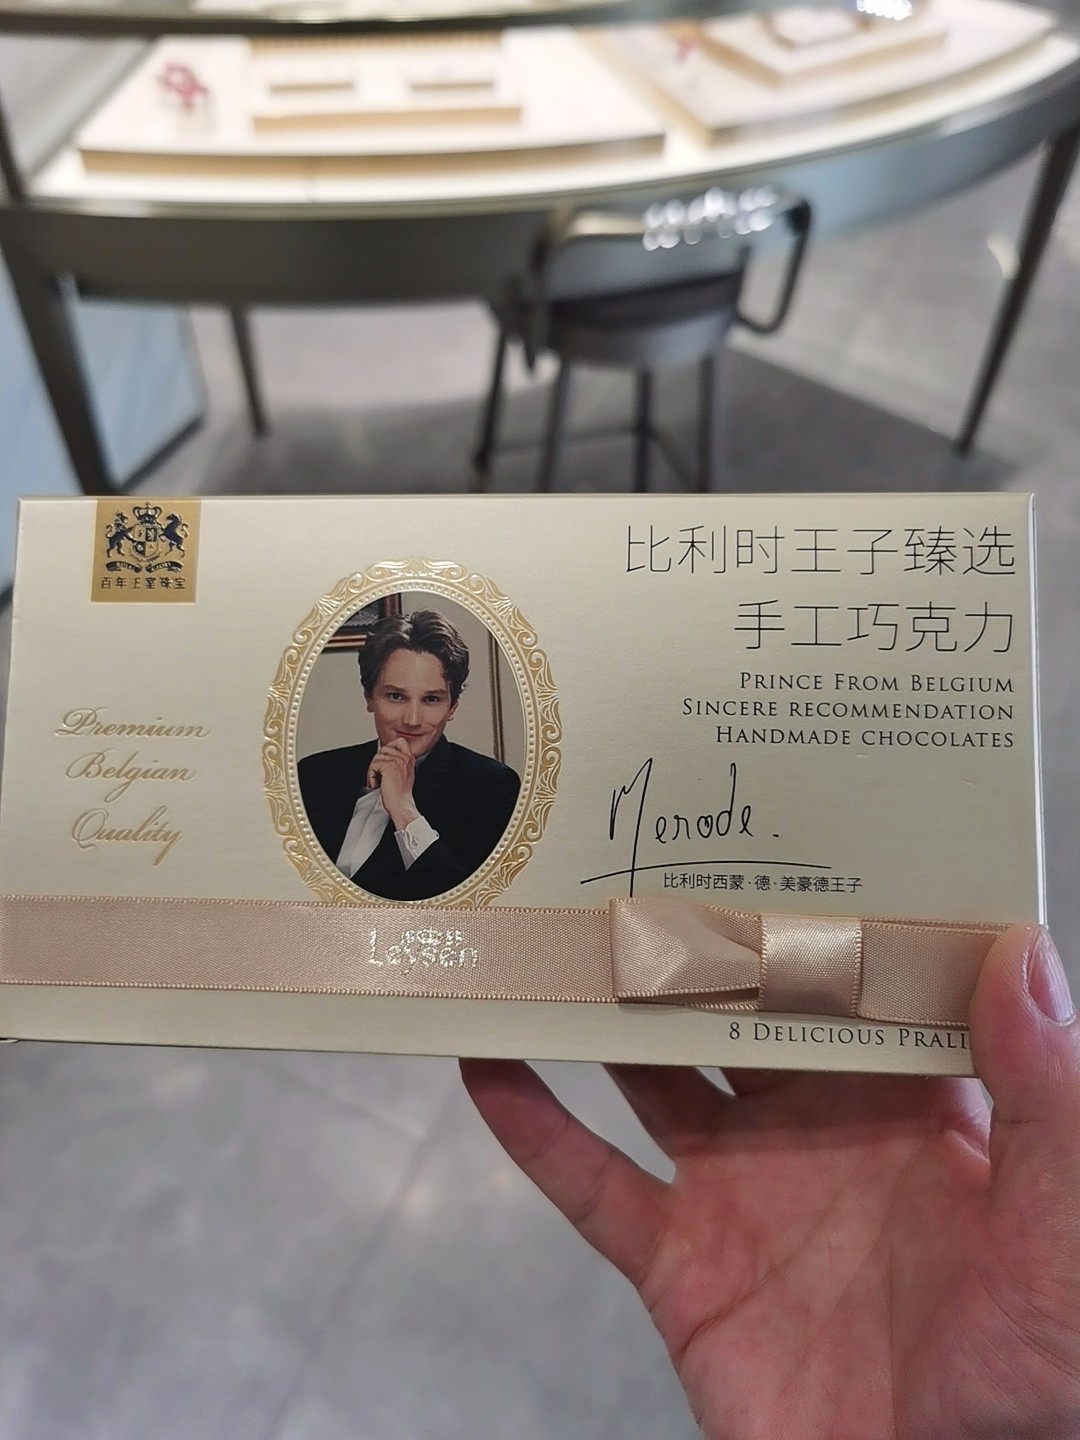 百年王室珠宝
比利时王子臻选
手工巧克力
PRINCE FROM BELGIUM
SINCERE RECOMMENDATION
HANDMADE CHOCOLATES
Premium
Belgian
Quality
Merode.
比利时西蒙·德·美豪德王子
Leysen
8 DELICIOUS